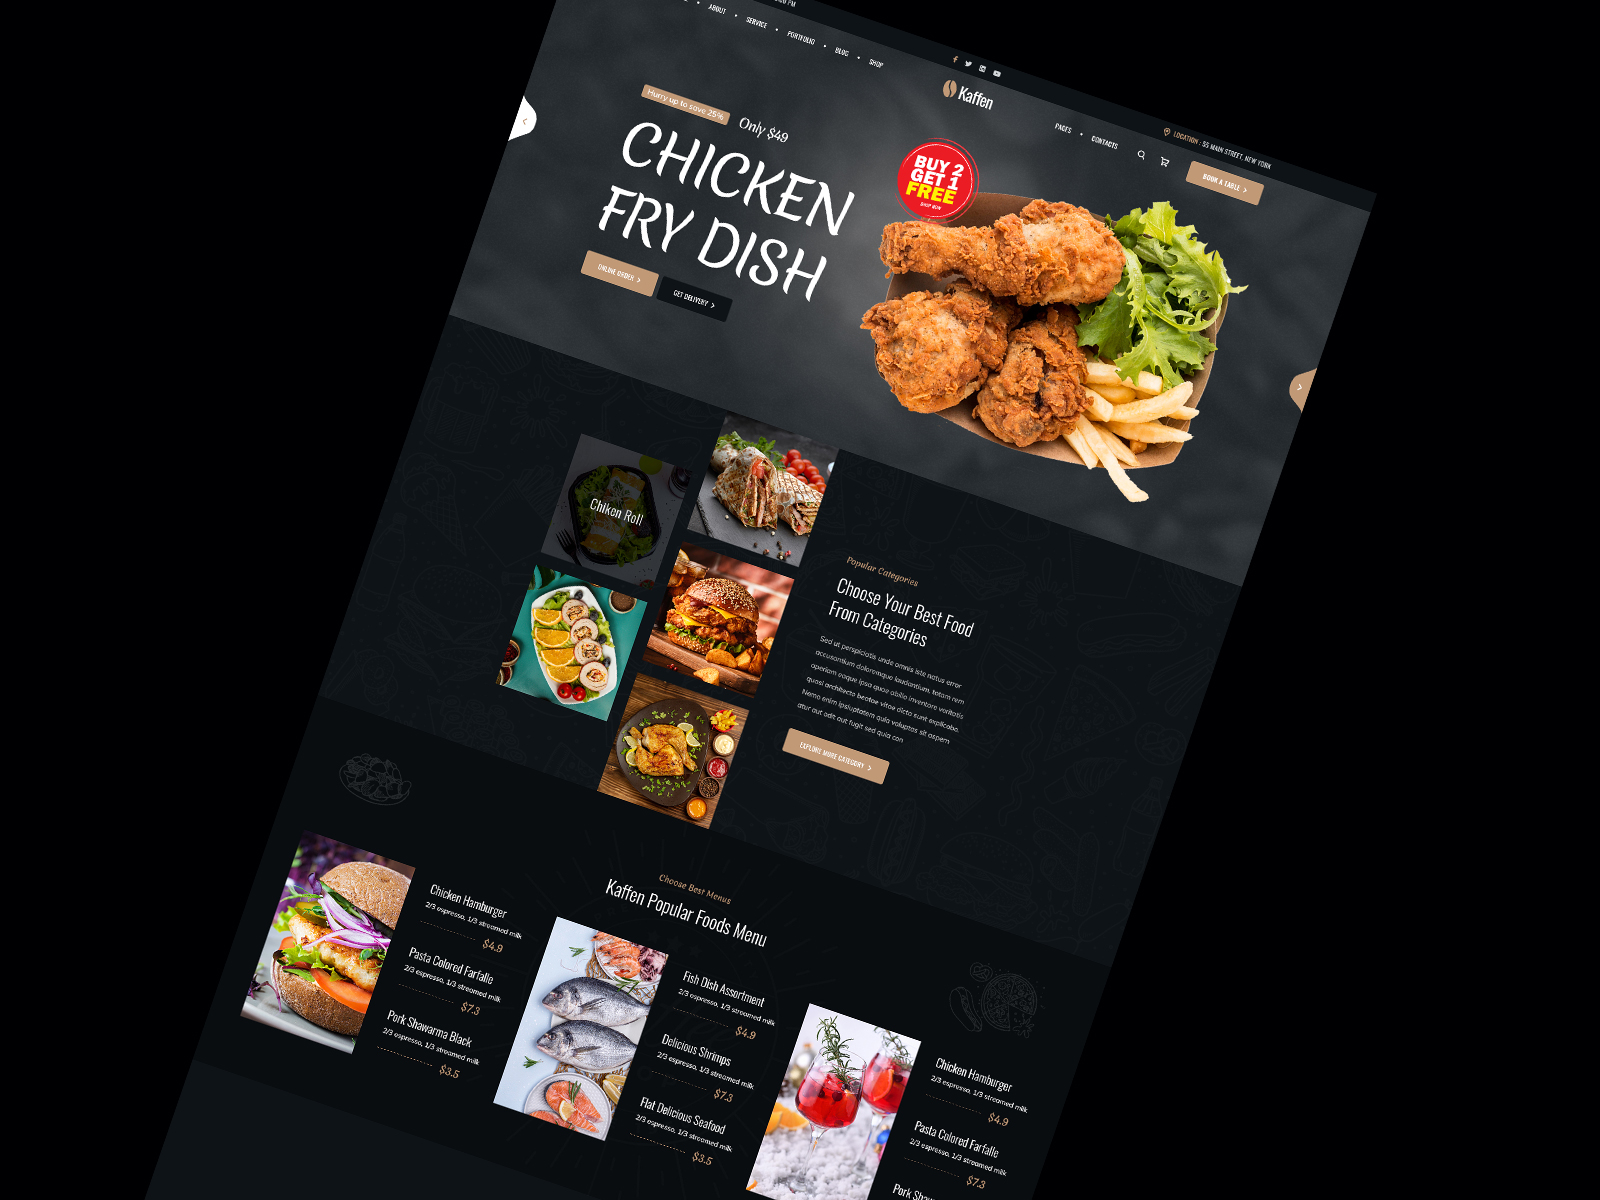 ABOUT
SERVICE
PORTFOLIO
BLOG
SHOP
Kaffen
PAGES
CONTACTS
LOCATION : 55 MAIN STREET, NEW YORK
BOOK A TABLE
Hurry up to save 25%
Only $49
CHICKEN
FRY DISH
ONLINE ORDER
GET DELIVERY
BUY 2
GET 1
FREE
SHOP NOW
Chiken Roll
Popular Categories
Choose Your Best Food
From Categories
Sed ut perspiciatis unde omnis iste natus error
accusantium doloremque laudantium, totam rem
aperiam eaque ipsa quae abillo inventore veritatis
quasi architecto beatae vitae dicta sunt explicabo.
Nemo enim ipsluptatem quia voluptas sit aspern
atur aut odit aut fugit sed quia con
EXPLORE MORE CATEGORY
Choose Best Menus
Kaffen Popular Foods Menu
Chicken Hamburger
2/3 espresso, 1/3 streamed milk
$4.9
Pasta Colored Farfalle
2/3 espresso, 1/3 streamed milk
$7.3
Pork Shawarma Black
2/3 espresso, 1/3 streamed milk
$3.5
Fish Dish Assortment
2/3 espresso, 1/3 streamed milk
$4.9
Delicious Shrimps
2/3 espresso, 1/3 streamed milk
$7.3
Flat Delicious Seafood
2/3 espresso, 1/3 streamed milk
$3.5
Chicken Hamburger
2/3 espresso, 1/3 streamed milk
$4.9
Pasta Colored Farfalle
2/3 espresso, 1/3 streamed milk
$7.3
Pork